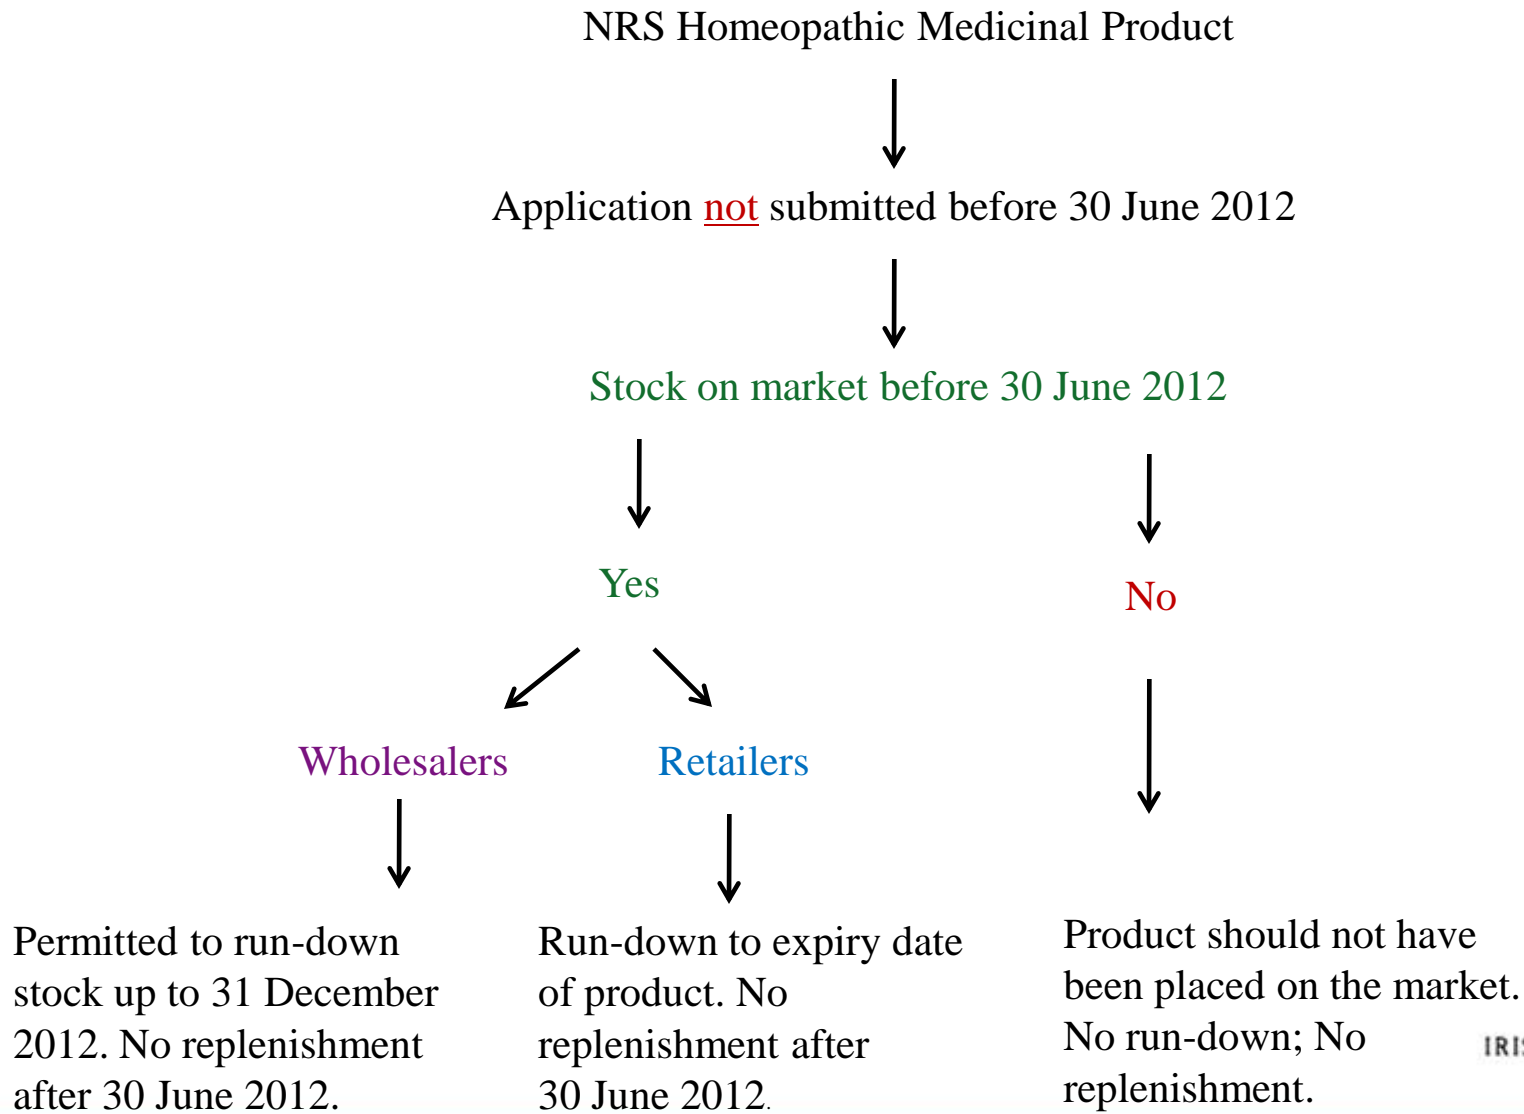 NRS Homeopathic Medicinal Product
Application not submitted before 30 June 2012
Stock on market before 30 June 2012
Yes
No
Wholesalers
Retailers
Permitted to run-down
stock up to 31 December
2012. No replenishment
after 30 June 2012.
Run-down to expiry date
of product. No
replenishment after
30 June 2012.
Product should not have
been placed on the market.
No run-down; No
replenishment.